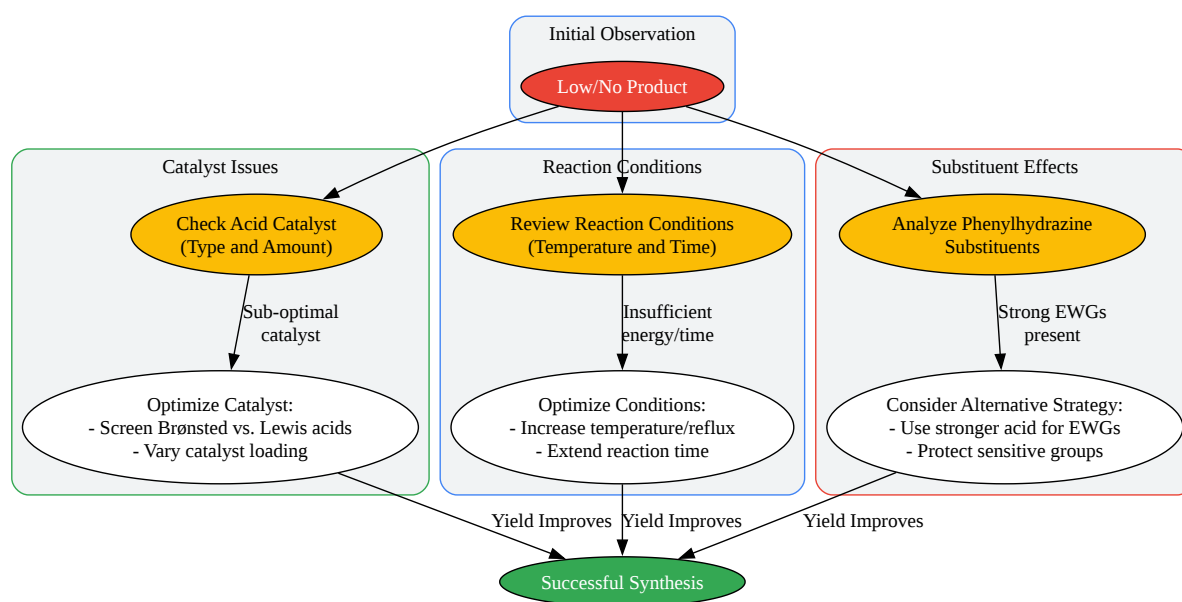 Initial Observation
Low/No Product
Catalyst Issues
Reaction Conditions
Substituent Effects
Check Acid Catalyst
(Type and Amount)
Review Reaction Conditions
(Temperature and Time)
Analyze Phenylhydrazine
Substituents
Sub-optimal
catalyst
Insufficient
energy/time
Strong EWGs
present
Optimize Catalyst:
- Screen Brønsted vs. Lewis acids
- Vary catalyst loading
Optimize Conditions:
- Increase temperature/reflux
- Extend reaction time
Consider Alternative Strategy:
- Use stronger acid for EWGs
- Protect sensitive groups
Yield Improves
Yield Improves
Yield Improves
Successful Synthesis